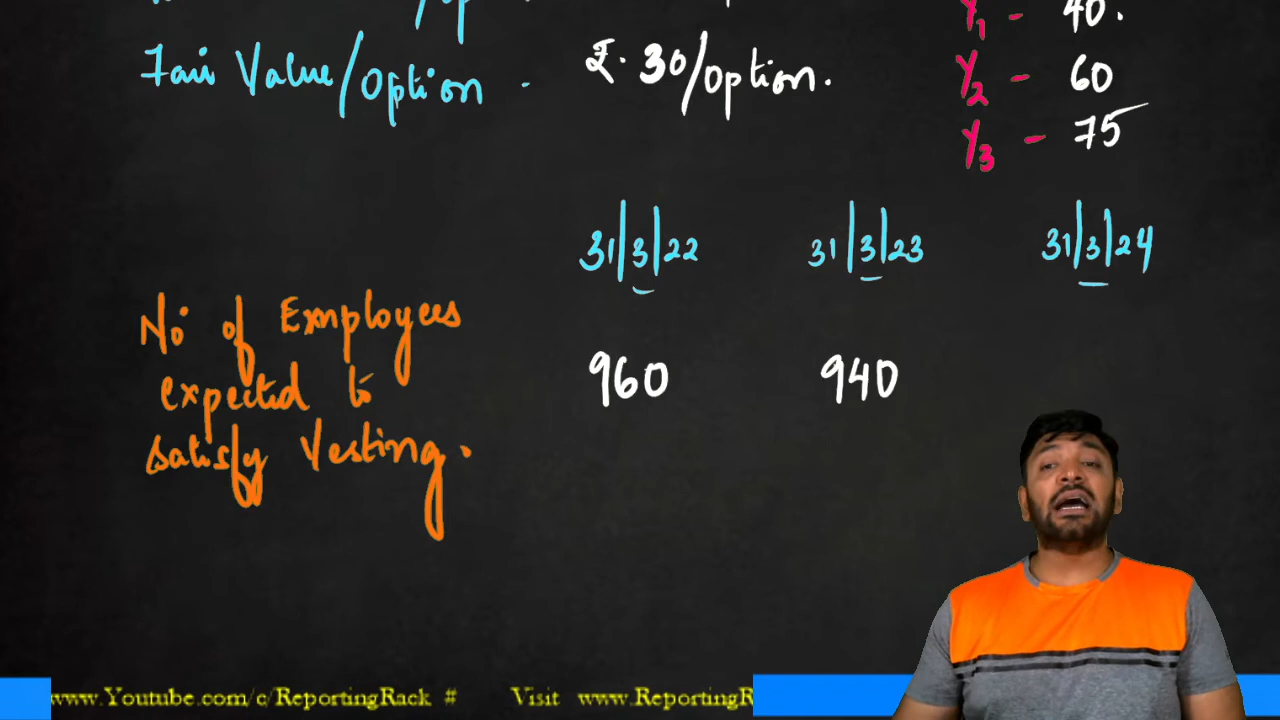 Y1 - 40.
Fair Value/Option - ₹. 30/Option.
Y2 - 60
Y3 - 75
31|3|22 31|3|23 31|3|24
No of Employees
expected to
satisfy Vesting.
960 940
www.Youtube.com/c/ReportingRack # Visit www.ReportingR